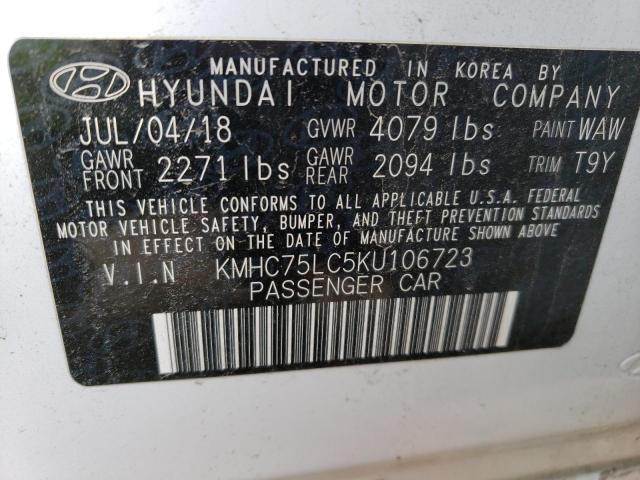 MANUFACTURED IN KOREA BY
HYUNDAI MOTOR COMPANY
JUL/04/18 GVWR 4079 lbs PAINT WAW
GAWR FRONT 2271 lbs GAWR REAR 2094 lbs TRIM T9Y
THIS VEHICLE CONFORMS TO ALL APPLICABLE U.S.A. FEDERAL
MOTOR VEHICLE SAFETY, BUMPER, AND THEFT PREVENTION STANDARDS
IN EFFECT ON THE DATE OF MANUFACTURE SHOWN ABOVE.
V.I.N KMHC75LC5KU106723
PASSENGER CAR